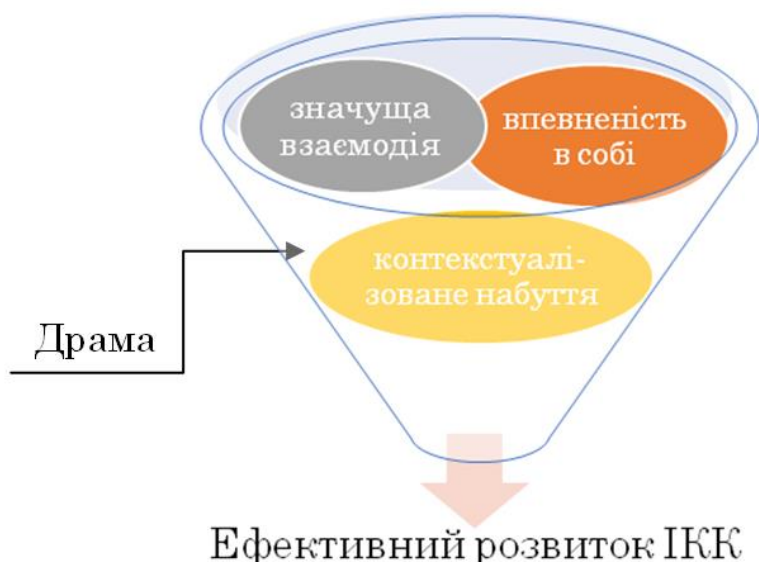 значуща
взаємодія
впевненість
в собі
контекстуалі-
зоване набуття
Драма
Ефективний розвиток ІКК